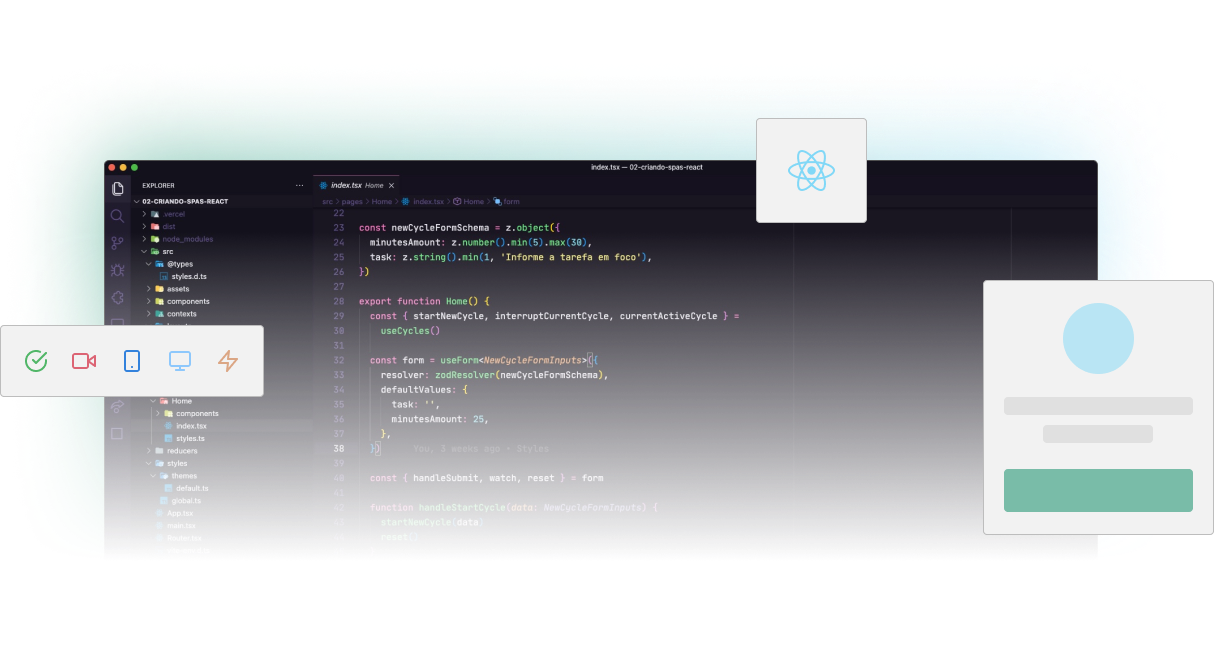 index.tsx — 02-criando-spas-react
EXPLORER
···
index.tsx Home ×
02-CRIANDO-SPAS-REACT
src > pages > Home > index.tsx > Home > form
.vercel
dist
node_modules
src
@types
styles.d.ts
assets
components
contexts
Home
components
index.tsx
styles.ts
reducers
styles
themes
default.ts
global.ts
App.tsx
main.tsx
Router.tsx
22
23 const newCycleFormSchema = z.object({
24 minutesAmount: z.number().min(5).max(30),
25 task: z.string().min(1, 'Informe a tarefa em foco'),
26 })
27
28 export function Home() {
29 const { startNewCycle, interruptCurrentCycle, currentActiveCycle } =
30 useCycles()
31
32 const form = useForm<NewCycleFormInputs>({
33 resolver: zodResolver(newCycleFormSchema),
34 defaultValues: {
35 task: '',
36 minutesAmount: 25,
37 },
38 }) You, 3 weeks ago • Styles
39
40 const { handleSubmit, watch, reset } = form
41
42 function handleStartCycle(data: NewCycleFormInputs) {
43 startNewCycle(data)
reset()